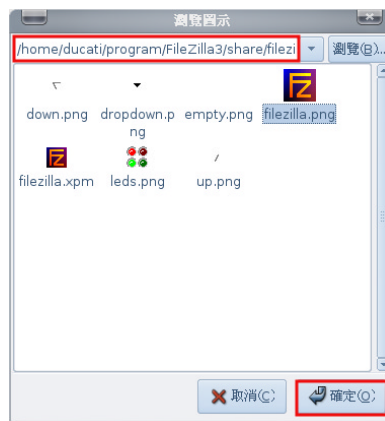 瀏覽圖示
/home/ducati/program/FileZilla3/share/filezi
瀏覽(B)...
down.png dropdown.p empty.png filezilla.png
ng
filezilla.xpm leds.png up.png
取消(C) 確定(O)